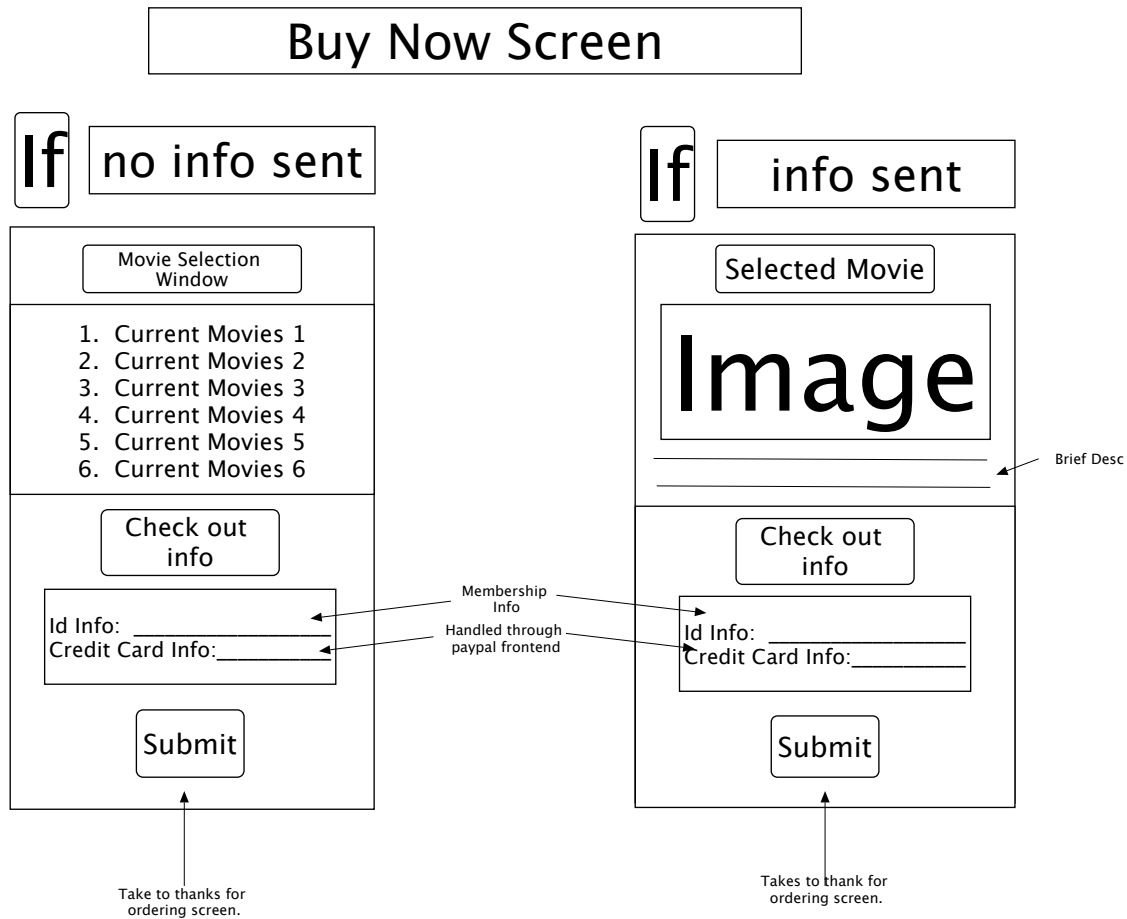 Buy Now Screen
If
no info sent
Movie Selection
Window
1. Current Movies 1
2. Current Movies 2
3. Current Movies 3
4. Current Movies 4
5. Current Movies 5
6. Current Movies 6
Check out
info
Id Info: __________________
Credit Card Info:__________
Submit
Take to thanks for
ordering screen.
Membership
Info
Handled through
paypal frontend
If
info sent
Selected Movie
Image
Brief Desc
Check out
info
Id Info: __________________
Credit Card Info:__________
Submit
Takes to thank for
ordering screen.